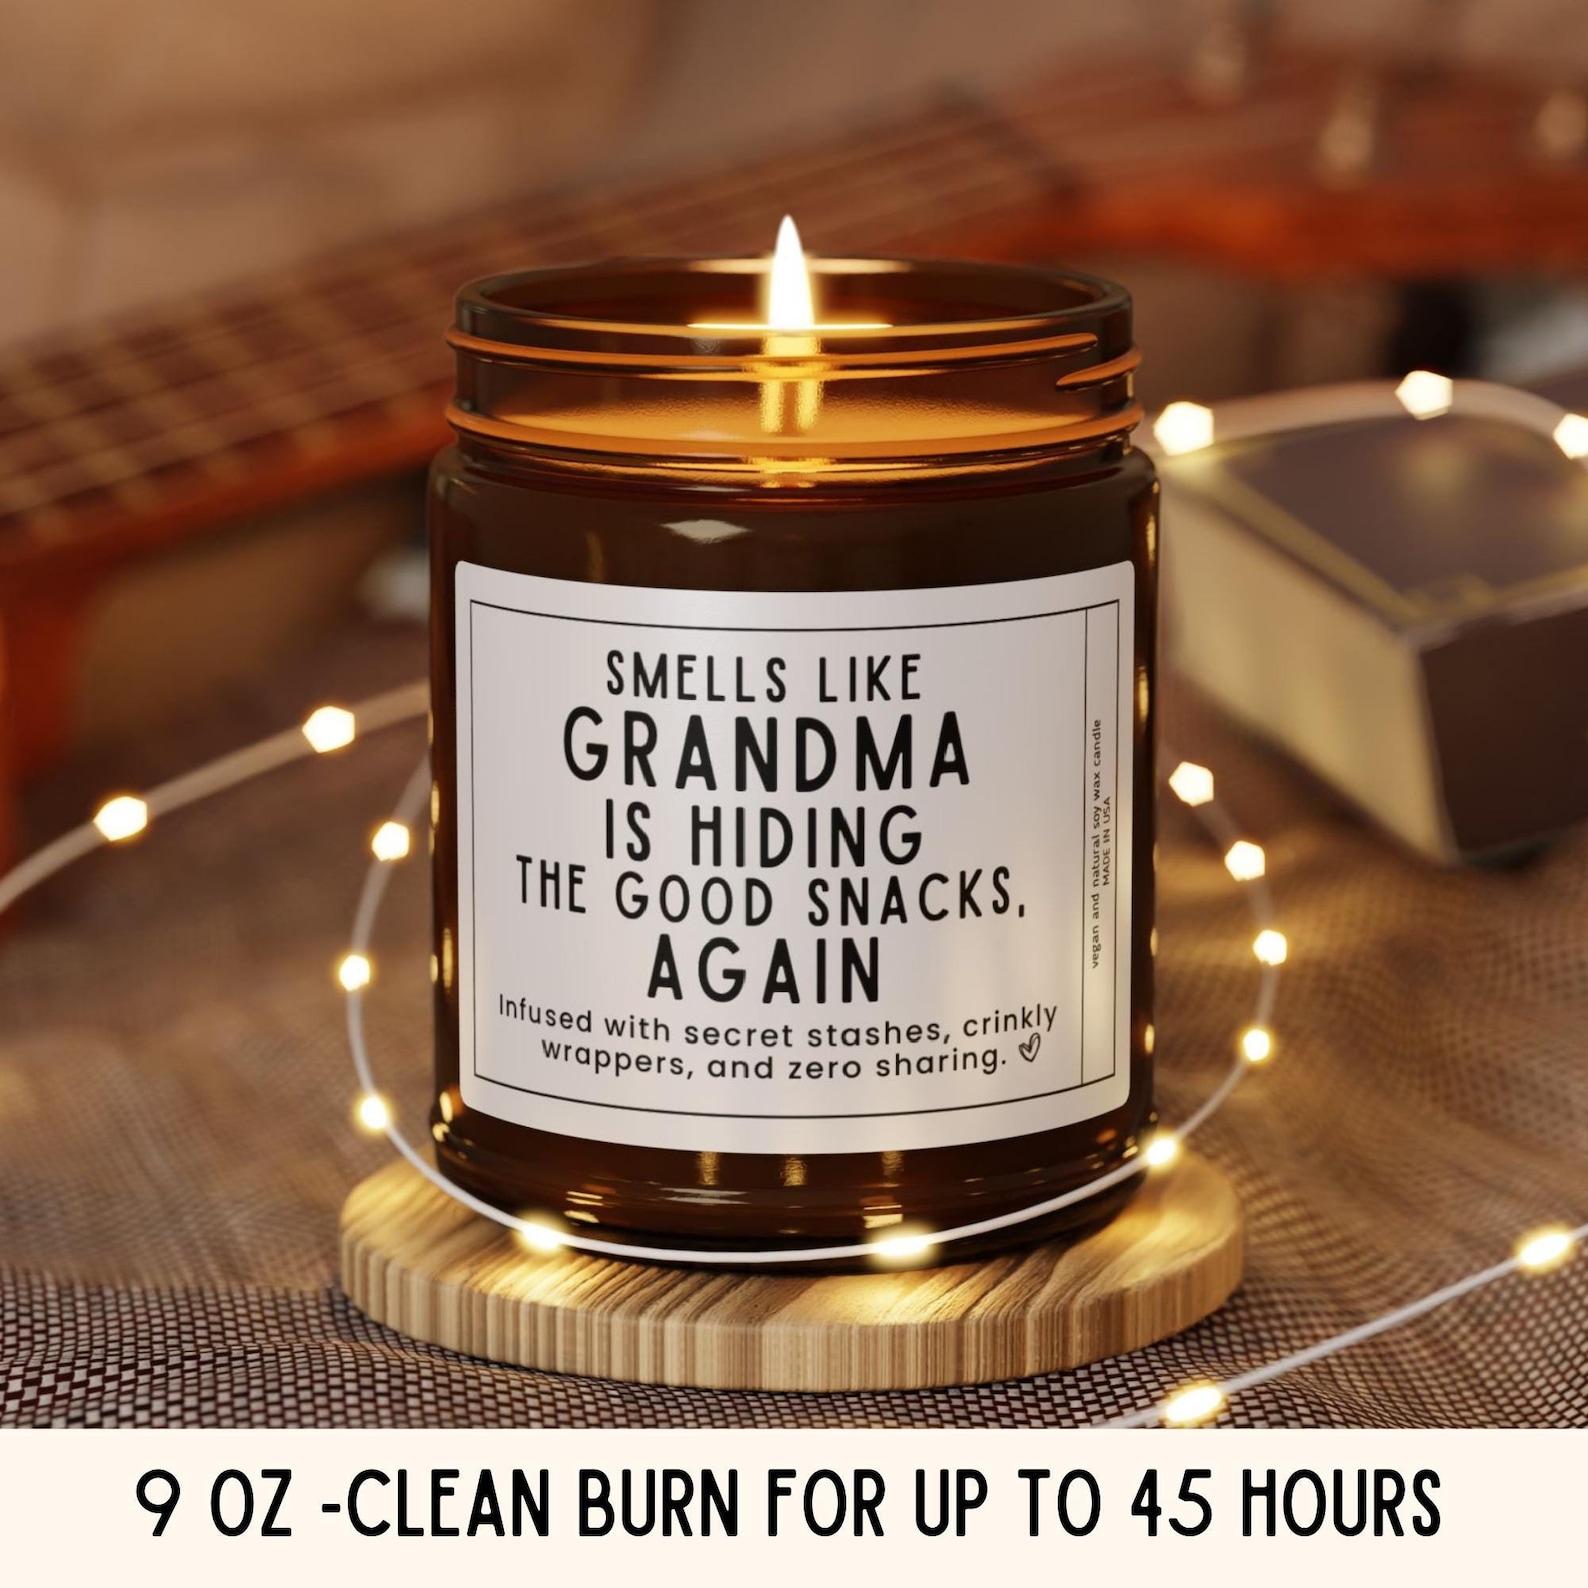 SMELLS LIKE
GRANDMA
IS HIDING
THE GOOD SNACKS,
AGAIN
Infused with secret stashes, crinkly
wrappers, and zero sharing.
vegan and natural soy wax candle
MADE IN USA
9 OZ -CLEAN BURN FOR UP TO 45 HOURS